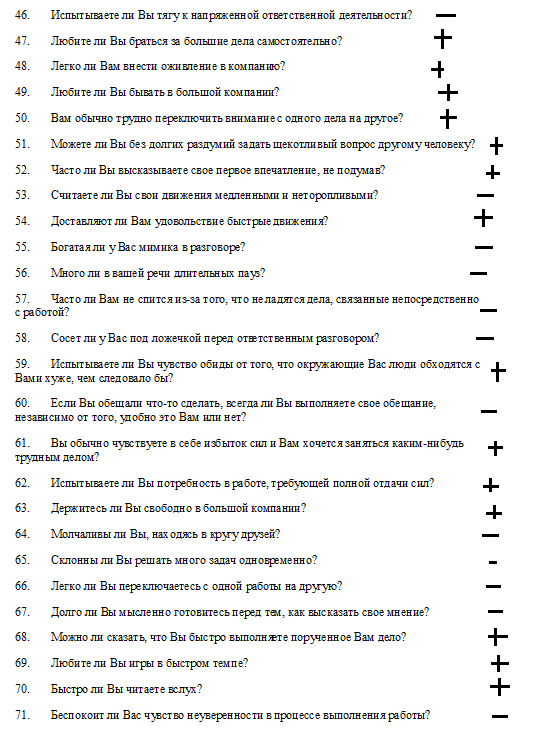 46. Испытываете ли Вы тягу к напряженной ответственной деятельности? —
47. Любите ли Вы браться за большие дела самостоятельно? +
48. Легко ли Вам внести оживление в компанию? +
49. Любите ли Вы бывать в большой компании? +
50. Вам обычно трудно переключить внимание с одного дела на другое? +
51. Можете ли Вы без долгих раздумий задать щекотливый вопрос другому человеку? +
52. Часто ли Вы высказываете свое первое впечатление, не подумав? +
53. Считаете ли Вы свои движения медленными и неторопливыми? —
54. Доставляют ли Вам удовольствие быстрые движения? +
55. Богатая ли у Вас мимика в разговоре? —
56. Много ли в вашей речи длительных пауз? —
57. Часто ли Вам не спится из-за того, что не ладятся дела, связанные непосредственно
с работой? —
58. Сосет ли у Вас под ложечкой перед ответственным разговором? —
59. Испытываете ли Вы чувство обиды от того, что окружающие Вас люди обходятся с
Вами хуже, чем следовало бы? +
60. Если Вы обещали что-то сделать, всегда ли Вы выполняете свое обещание,
независимо от того, удобно это Вам или нет? —
61. Вы обычно чувствуете в себе избыток сил и Вам хочется заняться каким-нибудь
трудным делом? +
62. Испытываете ли Вы потребность в работе, требующей полной отдачи сил? +
63. Держитесь ли Вы свободно в большой компании? +
64. Молчаливы ли Вы, находясь в кругу друзей? —
65. Склонны ли Вы решать много задач одновременно? -
66. Легко ли Вы переключаетесь с одной работы на другую? —
67. Долго ли Вы мысленно готовитесь перед тем, как высказать свое мнение? —
68. Можно ли сказать, что Вы быстро выполняете порученное Вам дело? +
69. Любите ли Вы игры в быстром темпе? +
70. Быстро ли Вы читаете вслух? +
71. Беспокоит ли Вас чувство неуверенности в процессе выполнения работы? —